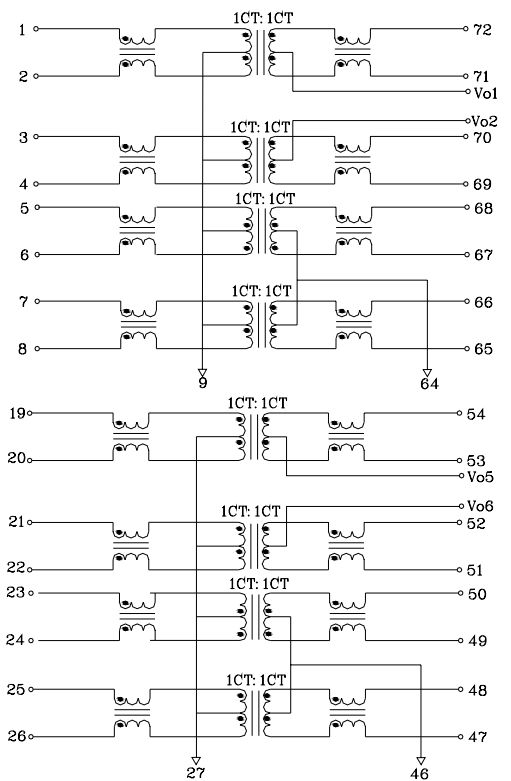 1CT: 1CT
1 72
2 71
Vo1
Vo2
1CT: 1CT
3 70
4 69
1CT: 1CT
5 68
6 67
1CT: 1CT
7 66
8 65
9 64
1CT: 1CT
19 54
20 53
Vo5
Vo6
1CT: 1CT
21 52
22 51
1CT: 1CT
23 50
24 49
1CT: 1CT
25 48
26 47
27 46